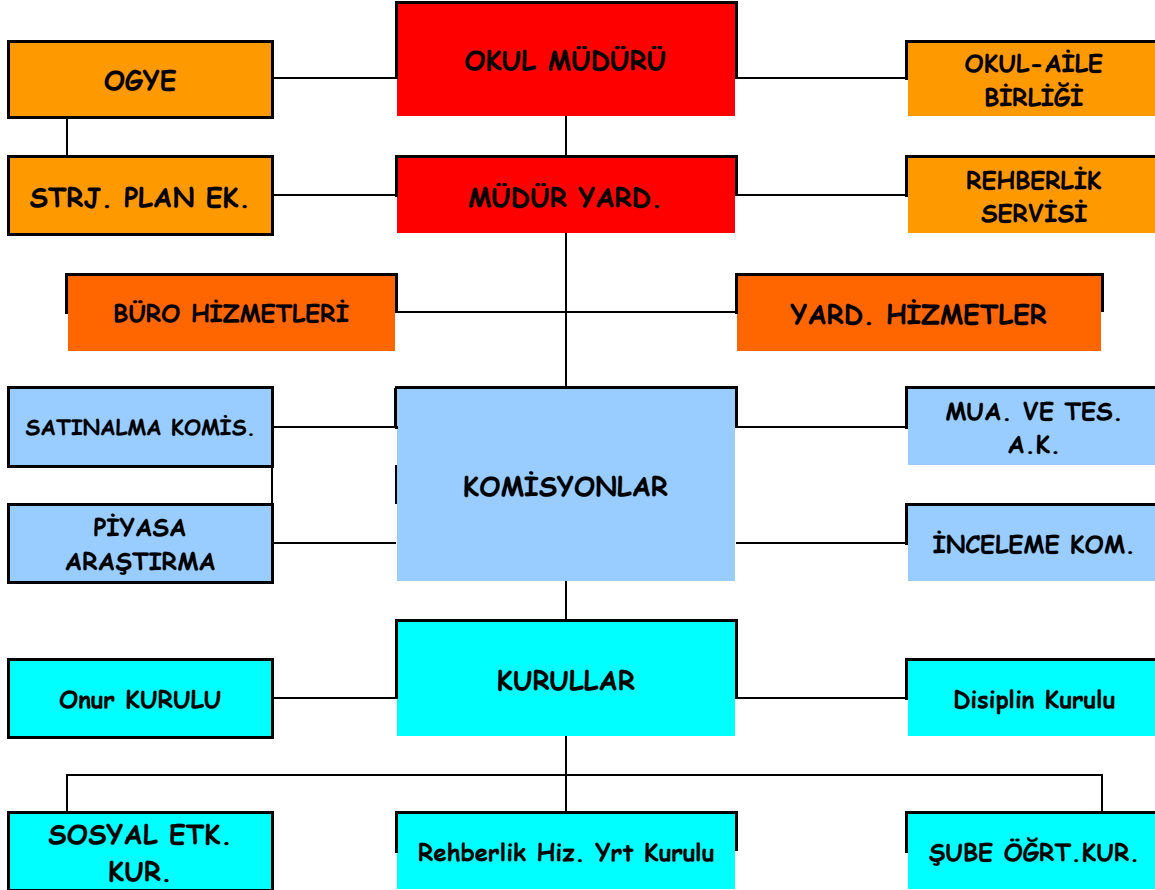 OGYE
OKUL MÜDÜRÜ
OKUL-AİLE
BİRLİĞİ
STRJ. PLAN EK.
MÜDÜR YARD.
REHBERLİK
SERVİSİ
BÜRO HİZMETLERİ
YARD. HİZMETLER
SATINALMA KOMİS.
KOMİSYONLAR
MUA. VE TES.
A.K.
PİYASA
ARAŞTIRMA
İNCELEME KOM.
Onur KURULU
KURULLAR
Disiplin Kurulu
SOSYAL ETK.
KUR.
Rehberlik Hiz. Yrt Kurulu
ŞUBE ÖĞRT.KUR.